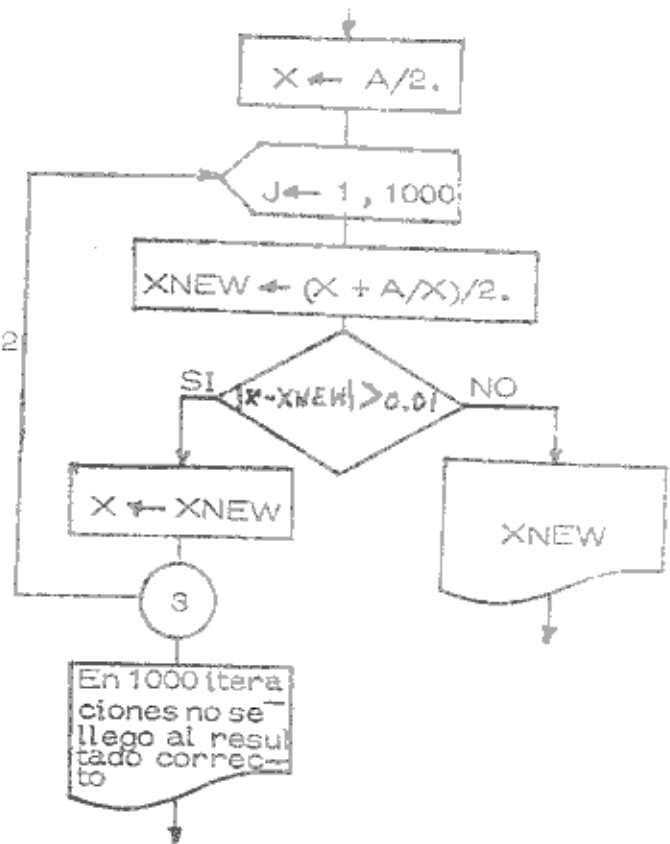 X ← A/2.
J ← 1, 1000
XNEW ← (X + A/X)/2.
2
SI
|X-XNEW| > 0.01
NO
X ← XNEW
XNEW
3
En 1000 itera
ciones no se
llego al resul
tado correc-
to